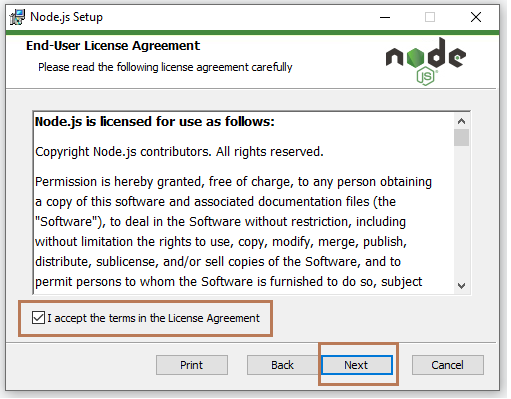 Node.js Setup
End-User License Agreement
Please read the following license agreement carefully
node
JS
Node.js is licensed for use as follows:
Copyright Node.js contributors. All rights reserved.
Permission is hereby granted, free of charge, to any person obtaining
a copy of this software and associated documentation files (the
"Software"), to deal in the Software without restriction, including
without limitation the rights to use, copy, modify, merge, publish,
distribute, sublicense, and/or sell copies of the Software, and to
permit persons to whom the Software is furnished to do so, subject
I accept the terms in the License Agreement
Print Back Next Cancel